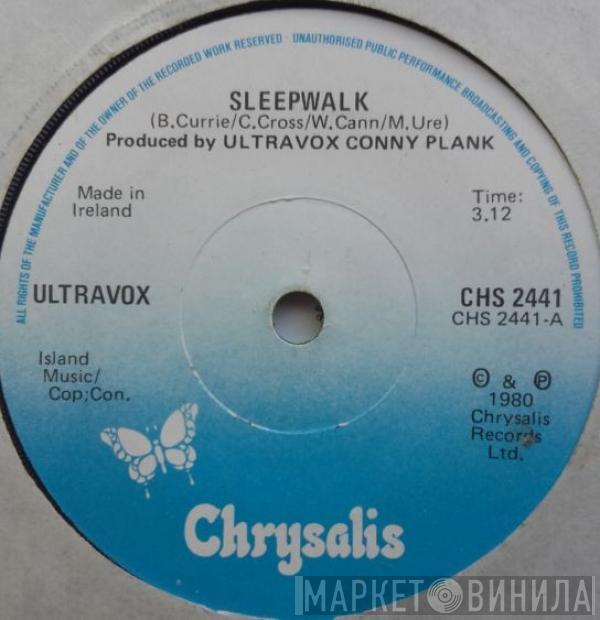 ALL RIGHTS OF THE MANUFACTURER AND OF THE OWNER OF THE RECORDED WORK RESERVED · UNAUTHORISED PUBLIC PERFORMANCE BROADCASTING AND COPYING OF THIS RECORD PROHIBITED
SLEEPWALK
(B.Currie/C.Cross/W.Cann/M.Ure)
Produced by ULTRAVOX CONNY PLANK
Made in
Ireland
Time:
3.12
ULTRAVOX
CHS 2441
CHS 2441-A
Island
Music/
Cop;Con.
© & ℗
1980
Chrysalis
Records
Ltd.
Chrysalis
МАРКЕТ ВИНИЛА